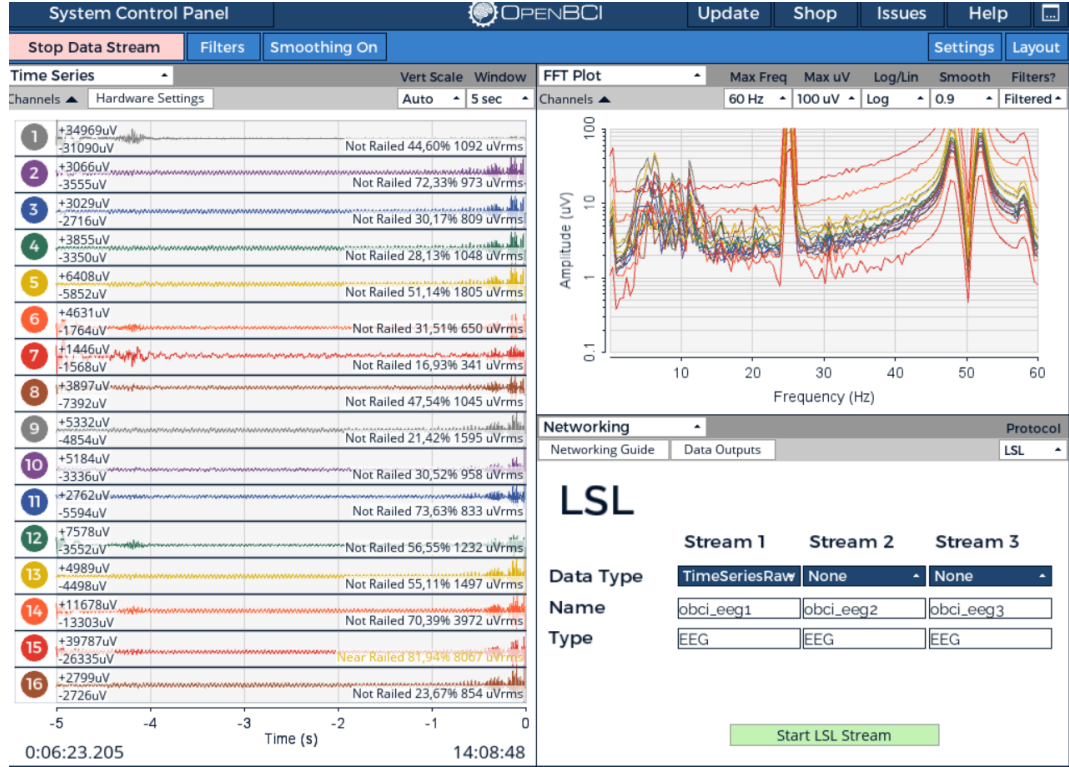 System Control Panel
OPENBCI
Update Shop Issues Help
Stop Data Stream Filters Smoothing On
Settings Layout
Time Series
Vert Scale Window
Channels Hardware Settings
Auto 5 sec
1 +34969uV
-31090uV Not Railed 44,60% 1092 uVrms
2 +3066uV
-3555uV Not Railed 72,33% 973 uVrms
3 +3029uV
-2716uV Not Railed 30,17% 809 uVrms
4 +3855uV
-3350uV Not Railed 28,13% 1048 uVrms
5 +6408uV
-5852uV Not Railed 51,14% 1805 uVrms
6 +4631uV
-1764uV Not Railed 31,51% 650 uVrms
7 +1446uV
-1568uV Not Railed 16,93% 341 uVrms
8 +3897uV
-7392uV Not Railed 47,54% 1045 uVrms
9 +5332uV
-4854uV Not Railed 21,42% 1595 uVrms
10 +5184uV
-3336uV Not Railed 30,52% 958 uVrms
11 +2762uV
-5594uV Not Railed 73,63% 833 uVrms
12 +7578uV
-3552uV Not Railed 56,55% 1232 uVrms
13 +4989uV
-4498uV Not Railed 55,11% 1497 uVrms
14 +11678uV
-13303uV Not Railed 70,39% 3972 uVrms
15 +39787uV
-26335uV Near Railed 81,94% 8067 uVrms
16 +2799uV
-2726uV Not Railed 23,67% 854 uVrms
-5 -4 -3 -2 -1 0
Time (s)
0:06:23.205 14:08:48
FFT Plot
Max Freq Max uV Log/Lin Smooth Filters?
Channels
60 Hz 100 uV Log 0.9 Filtered
100
10
1
0.1
Amplitude (uV)
10 20 30 40 50 60
Frequency (Hz)
Networking
Protocol
Networking Guide Data Outputs
LSL
LSL
Stream 1 Stream 2 Stream 3
Data Type TimeSeriesRaw None None
Name obci_eeg1 obci_eeg2 obci_eeg3
Type EEG EEG EEG
Start LSL Stream